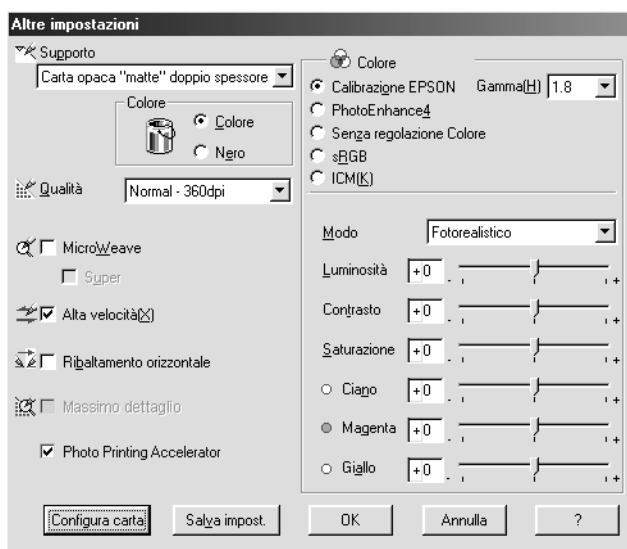 Altre impostazioni
Supporto
Carta opaca "matte" doppio spessore
Colore
Colore
Nero
Qualità
Normal - 360dpi
MicroWeave
Super
Alta velocità(X)
Ribaltamento orizzontale
Massimo dettaglio
Photo Printing Accelerator
Colore
Calibrazione EPSON
Gamma(H)
1.8
PhotoEnhance4
Senza regolazione Colore
sRGB
ICM(K)
Modo
Fotorealistico
Luminosità +0 - +
Contrasto +0 - +
Saturazione +0 - +
Ciano +0 - +
Magenta +0 - +
Giallo +0 - +
Configura carta
Salva impost.
OK
Annulla
?